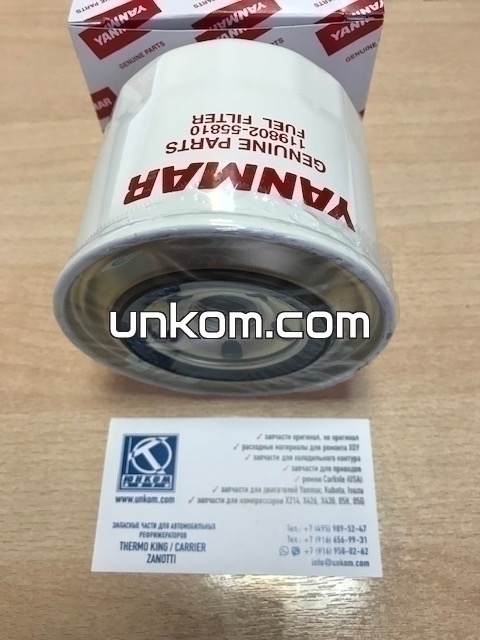 YANMAR
YANMAR
GENUINE PARTS
GENUINE PARTS
YANMAR
YANMAR
GENUINE PARTS
119802-55810
FUEL FILTER
unkom.com
ЮНКОМ
www.unkom.com
ЗАПАСНЫЕ ЧАСТИ ДЛЯ АВТОМОБИЛЬНЫХ
РЕФРИЖЕРАТОРОВ
THERMO KING / CARRIER
ZANOTTI
✓ запчасти оригинал, не оригинал
✓ расходные материалы для ремонта ХОУ
✓ запчасти для холодильного контура
✓ запчасти для приводов
✓ ремни Carlisle (USA)
✓ запчасти для двигателей Yanmar, Kubota, Isuzu
✓ запчасти для компрессоров X214, X426, X430, 05K, 05G
Тел.: +7 (495) 989-52-67
Тел.: +7 (916) 656-99-31
+7 (916) 958-02-62
info@unkom.com